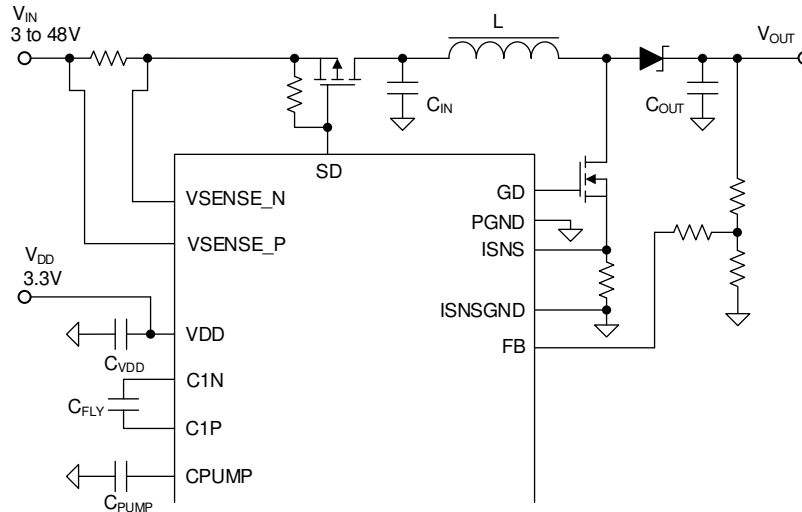 VIN
3 to 48V
L
VOUT
CIN
COUT
SD
VSENSE_N
GD
PGND
VSENSE_P
ISNS
VDD
3.3V
ISNSGND
VDD
FB
CVDD
C1N
CFLY
C1P
CPUMP
CPUMP